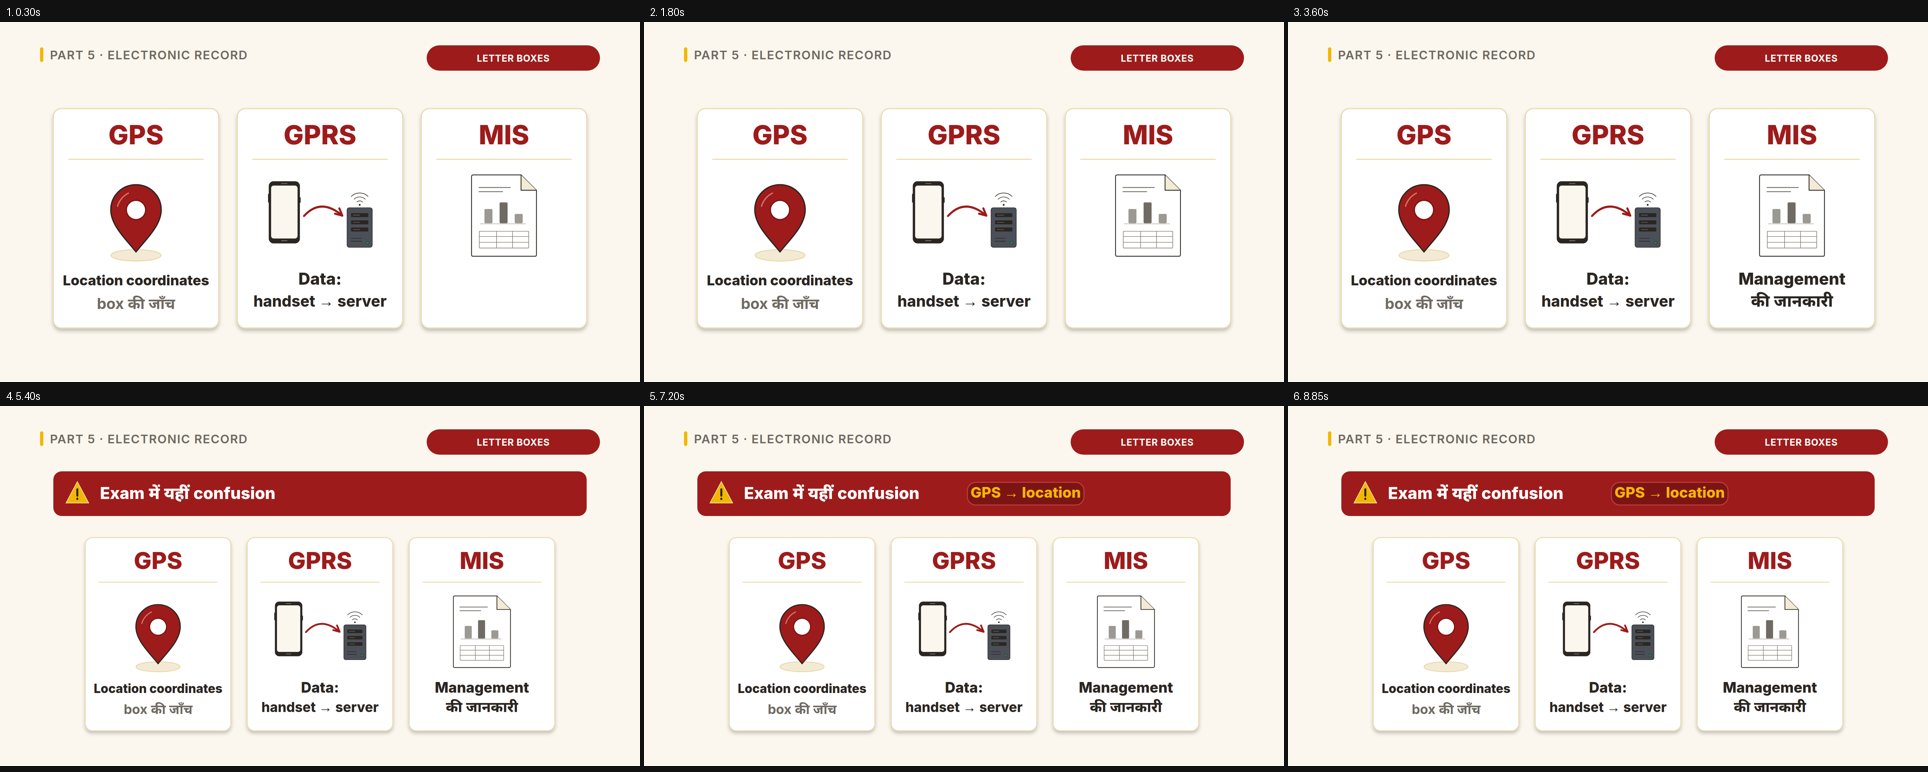 1. 0.30s
PART 5 · ELECTRONIC RECORD
LETTER BOXES
GPS
Location coordinates
box की जाँच
GPRS
Data:
handset → server
MIS
2. 1.80s
PART 5 · ELECTRONIC RECORD
LETTER BOXES
GPS
Location coordinates
box की जाँच
GPRS
Data:
handset → server
MIS
3. 3.60s
PART 5 · ELECTRONIC RECORD
LETTER BOXES
GPS
Location coordinates
box की जाँच
GPRS
Data:
handset → server
MIS
Management
की जानकारी
4. 5.40s
PART 5 · ELECTRONIC RECORD
LETTER BOXES
Exam में यहीं confusion
GPS
Location coordinates
box की जाँच
GPRS
Data:
handset → server
MIS
Management
की जानकारी
5. 7.20s
PART 5 · ELECTRONIC RECORD
LETTER BOXES
Exam में यहीं confusion
GPS → location
GPS
Location coordinates
box की जाँच
GPRS
Data:
handset → server
MIS
Management
की जानकारी
6. 8.85s
PART 5 · ELECTRONIC RECORD
LETTER BOXES
Exam में यहीं confusion
GPS → location
GPS
Location coordinates
box की जाँच
GPRS
Data:
handset → server
MIS
Management
की जानकारी